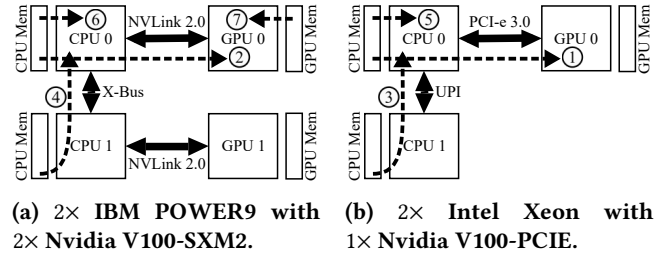 CPU Mem
⑥
CPU 0
NVLink 2.0
⑦
GPU 0
②
GPU Mem
④
X-Bus
CPU Mem
CPU 1
NVLink 2.0
GPU 1
GPU Mem
(a) 2× IBM POWER9 with
2× Nvidia V100-SXM2.
CPU Mem
⑤
CPU 0
PCI-e 3.0
GPU 0
①
GPU Mem
③
UPI
CPU Mem
CPU 1
(b) 2× Intel Xeon with
1× Nvidia V100-PCIE.